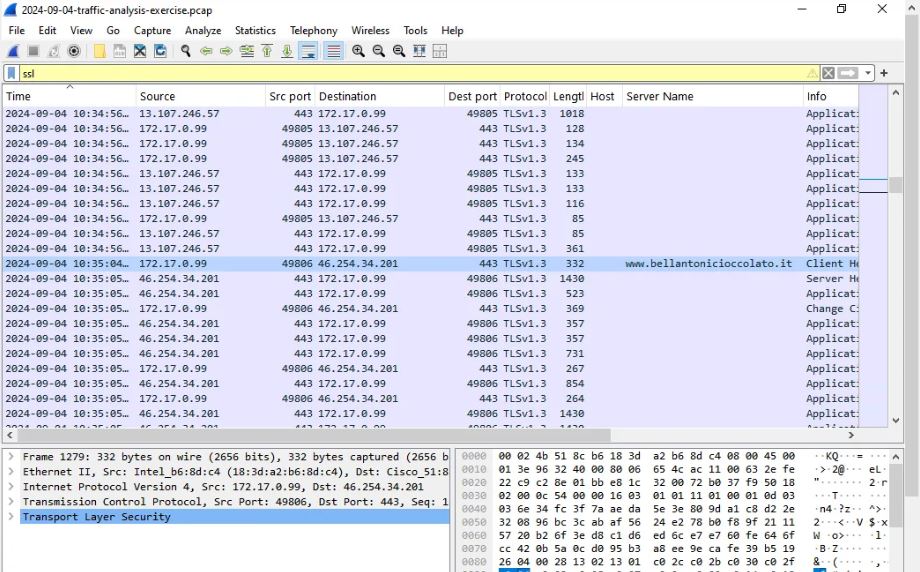 2024-09-04-traffic-analysis-exercise.pcap
File Edit View Go Capture Analyze Statistics Telephony Wireless Tools Help
ssl
Time Source Src port Destination Dest port Protocol Lengtl Host Server Name Info
2024-09-04 10:34:56… 13.107.246.57 443 172.17.0.99 49805 TLSv1.3 1018 Applicati
2024-09-04 10:34:56… 172.17.0.99 49805 13.107.246.57 443 TLSv1.3 128 Applicati
2024-09-04 10:34:56… 172.17.0.99 49805 13.107.246.57 443 TLSv1.3 134 Applicati
2024-09-04 10:34:56… 172.17.0.99 49805 13.107.246.57 443 TLSv1.3 245 Applicati
2024-09-04 10:34:56… 13.107.246.57 443 172.17.0.99 49805 TLSv1.3 133 Applicati
2024-09-04 10:34:56… 13.107.246.57 443 172.17.0.99 49805 TLSv1.3 133 Applicati
2024-09-04 10:34:56… 13.107.246.57 443 172.17.0.99 49805 TLSv1.3 116 Applicati
2024-09-04 10:34:56… 172.17.0.99 49805 13.107.246.57 443 TLSv1.3 85 Applicati
2024-09-04 10:34:56… 13.107.246.57 443 172.17.0.99 49805 TLSv1.3 85 Applicati
2024-09-04 10:34:56… 13.107.246.57 443 172.17.0.99 49805 TLSv1.3 361 Applicati
2024-09-04 10:35:04… 172.17.0.99 49806 46.254.34.201 443 TLSv1.3 332 www.bellantonicioccolato.it Client He
2024-09-04 10:35:05… 46.254.34.201 443 172.17.0.99 49806 TLSv1.3 1430 Server He
2024-09-04 10:35:05… 46.254.34.201 443 172.17.0.99 49806 TLSv1.3 523 Applicati
2024-09-04 10:35:05… 172.17.0.99 49806 46.254.34.201 443 TLSv1.3 369 Change Ci
2024-09-04 10:35:05… 46.254.34.201 443 172.17.0.99 49806 TLSv1.3 357 Applicati
2024-09-04 10:35:05… 46.254.34.201 443 172.17.0.99 49806 TLSv1.3 357 Applicati
2024-09-04 10:35:05… 46.254.34.201 443 172.17.0.99 49806 TLSv1.3 731 Applicati
2024-09-04 10:35:05… 172.17.0.99 49806 46.254.34.201 443 TLSv1.3 267 Applicati
2024-09-04 10:35:05… 46.254.34.201 443 172.17.0.99 49806 TLSv1.3 854 Applicati
2024-09-04 10:35:05… 172.17.0.99 49806 46.254.34.201 443 TLSv1.3 264 Applicati
2024-09-04 10:35:05… 46.254.34.201 443 172.17.0.99 49806 TLSv1.3 1430 Applicati
Frame 1279: 332 bytes on wire (2656 bits), 332 bytes captured (2656 b
Ethernet II, Src: Intel_b6:8d:c4 (18:3d:a2:b6:8d:c4), Dst: Cisco_51:8
Internet Protocol Version 4, Src: 172.17.0.99, Dst: 46.254.34.201
Transmission Control Protocol, Src Port: 49806, Dst Port: 443, Seq: 1
Transport Layer Security
0000 00 02 4b 51 8c b6 18 3d a2 b6 8d c4 08 00 45 00 ··KQ···= ······
0010 01 3e 96 32 40 00 80 06 65 4c ac 11 00 63 2e fe ·>·2@··· eL···
0020 22 c9 c2 8e 01 bb e8 1c 32 00 72 b0 37 f9 50 18 "······· 2·r
0030 02 00 0c 54 00 00 16 03 01 01 11 01 00 01 0d 03 ···T····
0040 03 6e 34 fc 3f 7a ae da 5e 3e 80 9d a1 c8 d2 2e ·n4·?z·· ^>
0050 32 08 96 bc 3c ab af 56 24 e2 78 b0 f8 9f 21 11 2···<··V $·x
0060 57 20 b2 6f 3e d8 c1 d6 ed 6c e7 e7 60 fe 64 6f W ·o>··· ·l
0070 cc 42 0b 5a 0c d0 95 b3 a8 ee 9e ca fe 39 b5 19 ·B·Z····
0080 26 04 00 28 13 02 13 01 c0 2c c0 2b c0 30 c0 2f &··(···· ·,